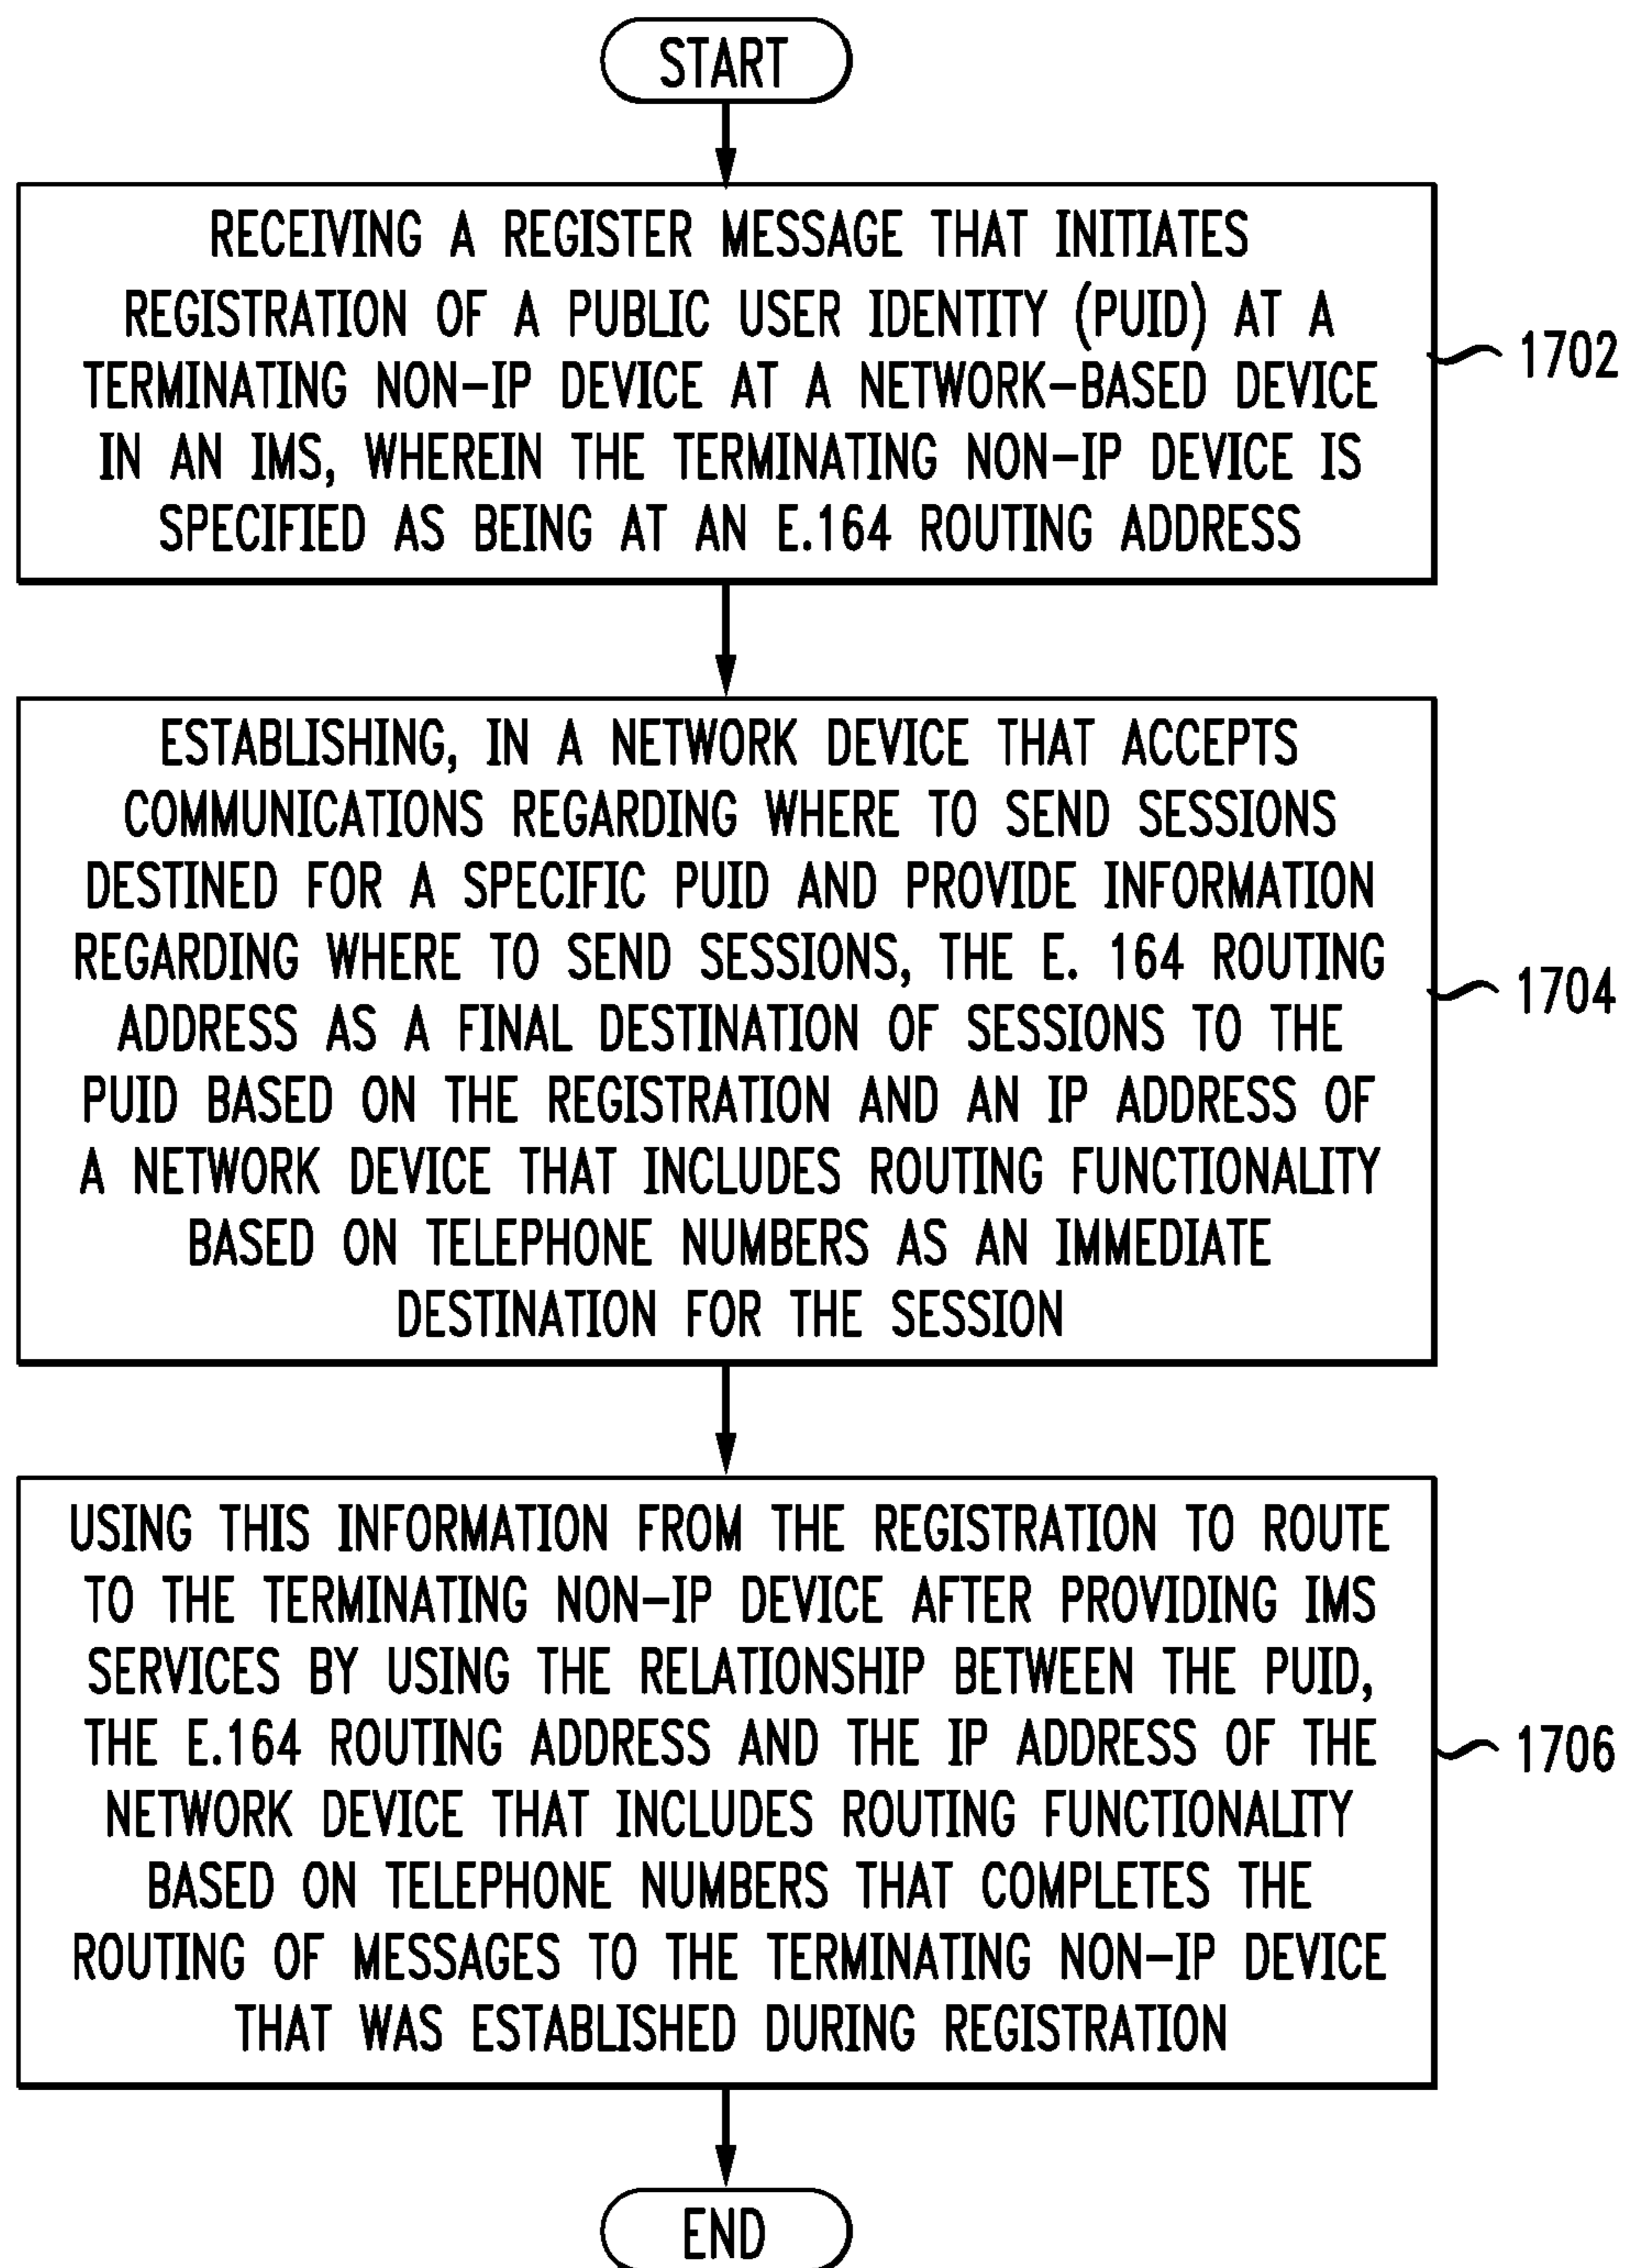 START
RECEIVING A REGISTER MESSAGE THAT INITIATES
REGISTRATION OF A PUBLIC USER IDENTITY (PUID) AT A
TERMINATING NON-IP DEVICE AT A NETWORK-BASED DEVICE
IN AN IMS, WHEREIN THE TERMINATING NON-IP DEVICE IS
SPECIFIED AS BEING AT AN E.164 ROUTING ADDRESS
1702
ESTABLISHING, IN A NETWORK DEVICE THAT ACCEPTS
COMMUNICATIONS REGARDING WHERE TO SEND SESSIONS
DESTINED FOR A SPECIFIC PUID AND PROVIDE INFORMATION
REGARDING WHERE TO SEND SESSIONS, THE E. 164 ROUTING
ADDRESS AS A FINAL DESTINATION OF SESSIONS TO THE
PUID BASED ON THE REGISTRATION AND AN IP ADDRESS OF
A NETWORK DEVICE THAT INCLUDES ROUTING FUNCTIONALITY
BASED ON TELEPHONE NUMBERS AS AN IMMEDIATE
DESTINATION FOR THE SESSION
1704
USING THIS INFORMATION FROM THE REGISTRATION TO ROUTE
TO THE TERMINATING NON-IP DEVICE AFTER PROVIDING IMS
SERVICES BY USING THE RELATIONSHIP BETWEEN THE PUID,
THE E.164 ROUTING ADDRESS AND THE IP ADDRESS OF THE
NETWORK DEVICE THAT INCLUDES ROUTING FUNCTIONALITY
BASED ON TELEPHONE NUMBERS THAT COMPLETES THE
ROUTING OF MESSAGES TO THE TERMINATING NON-IP DEVICE
THAT WAS ESTABLISHED DURING REGISTRATION
1706
END